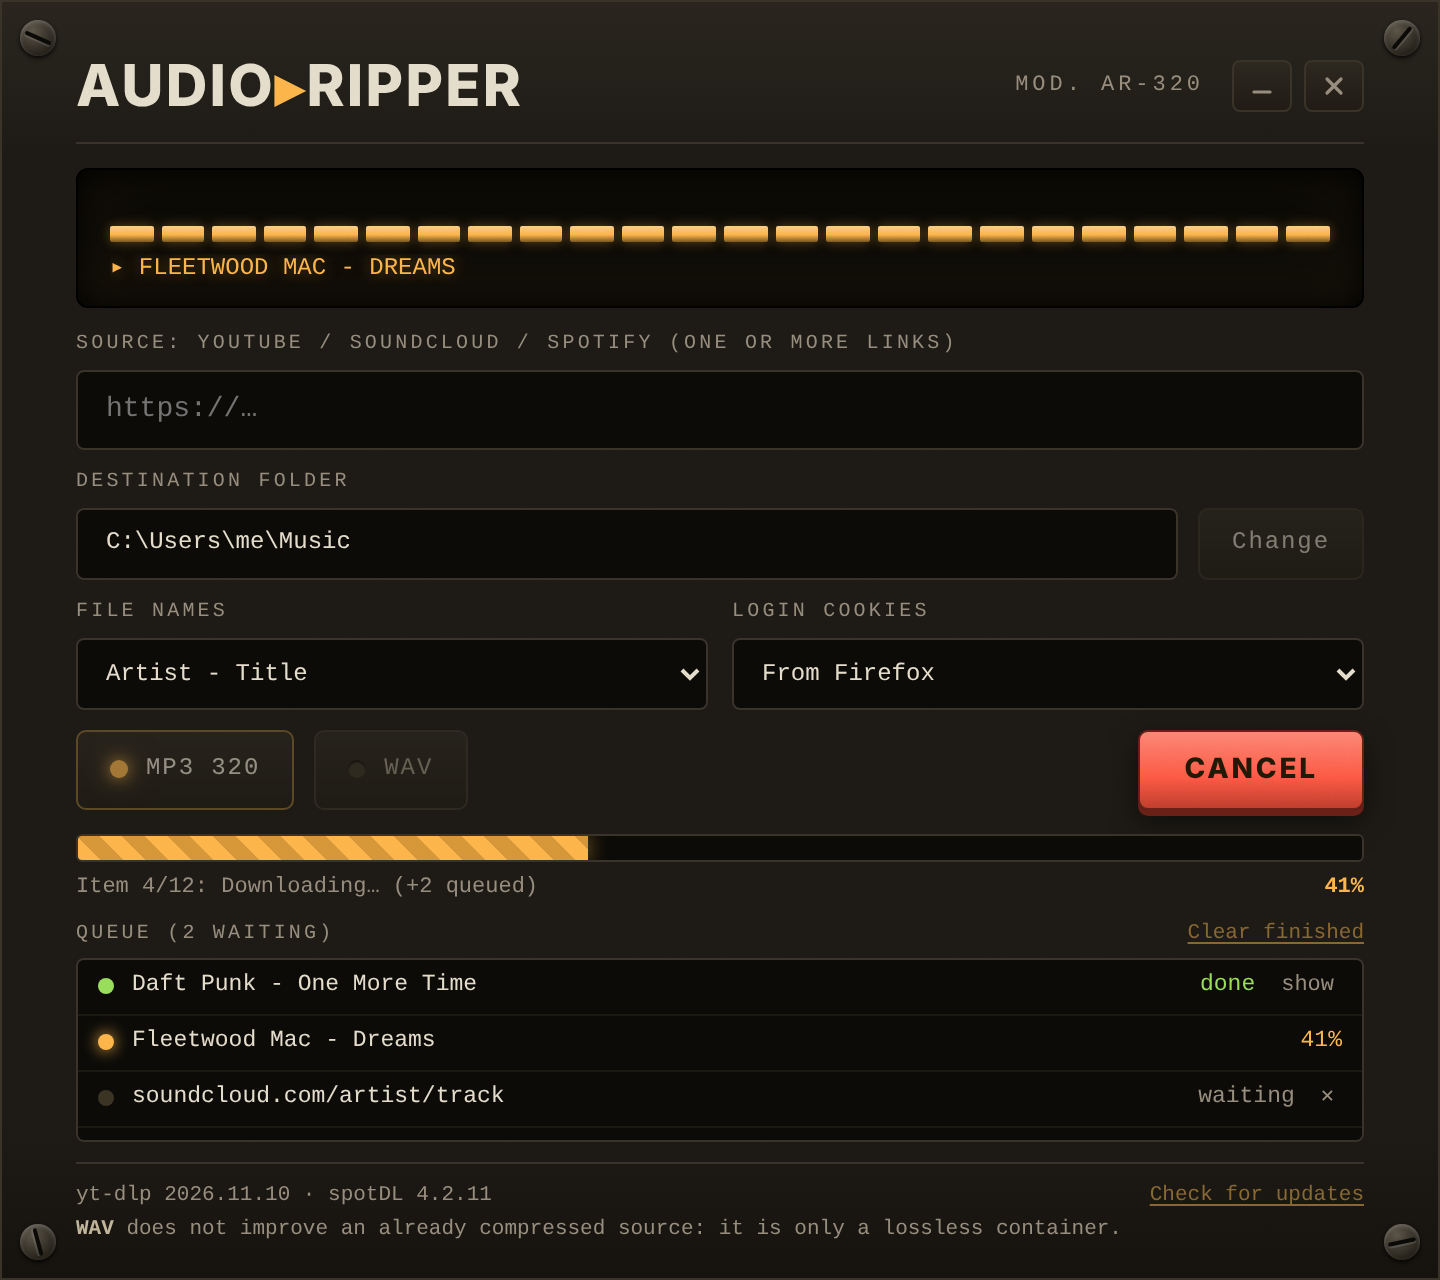 AUDIO▸RIPPER
MOD. AR-320
▸ FLEETWOOD MAC - DREAMS
SOURCE: YOUTUBE / SOUNDCLOUD / SPOTIFY (ONE OR MORE LINKS)
https://…
DESTINATION FOLDER
C:\Users\me\Music
Change
FILE NAMES
LOGIN COOKIES
Artist - Title
From Firefox
MP3 320
WAV
CANCEL
Item 4/12: Downloading… (+2 queued)
41%
QUEUE (2 WAITING)
Clear finished
Daft Punk - One More Time
done show
Fleetwood Mac - Dreams
41%
soundcloud.com/artist/track
waiting ×
yt-dlp 2026.11.10 · spotDL 4.2.11
Check for updates
WAV does not improve an already compressed source: it is only a lossless container.